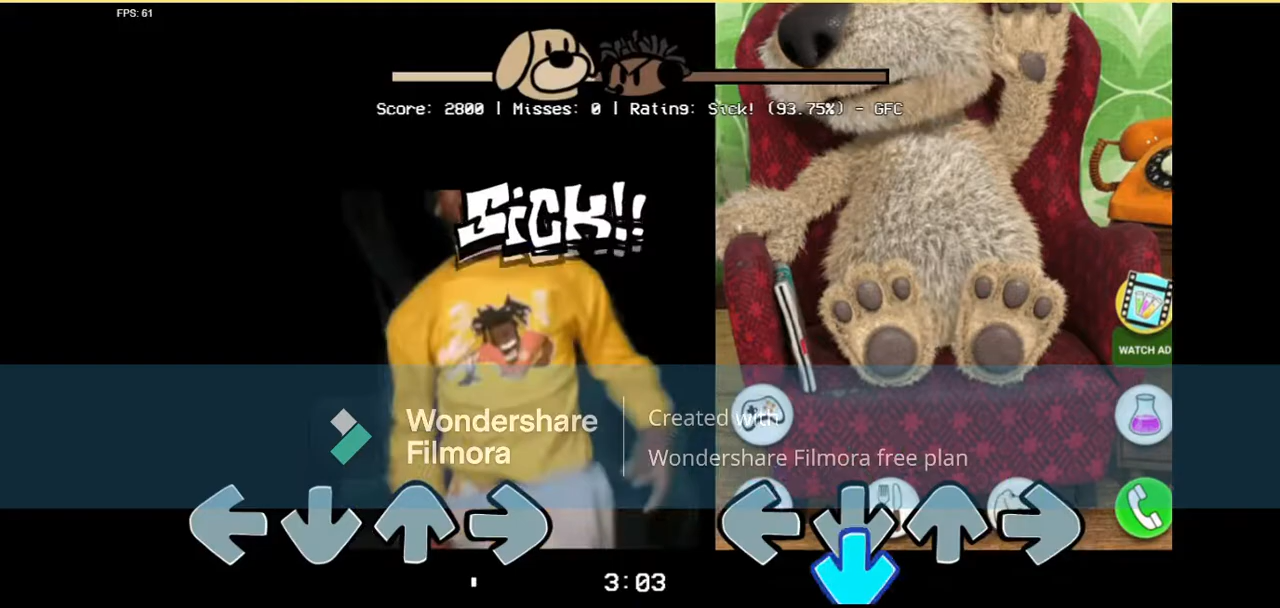 FPS: 61
Score: 2800 | Misses: 0 | Rating: Sick! (93.75%) - GFC
SiCK!!
WATCH AD
Wondershare
Filmora
Created with
Wondershare Filmora free plan
3:03